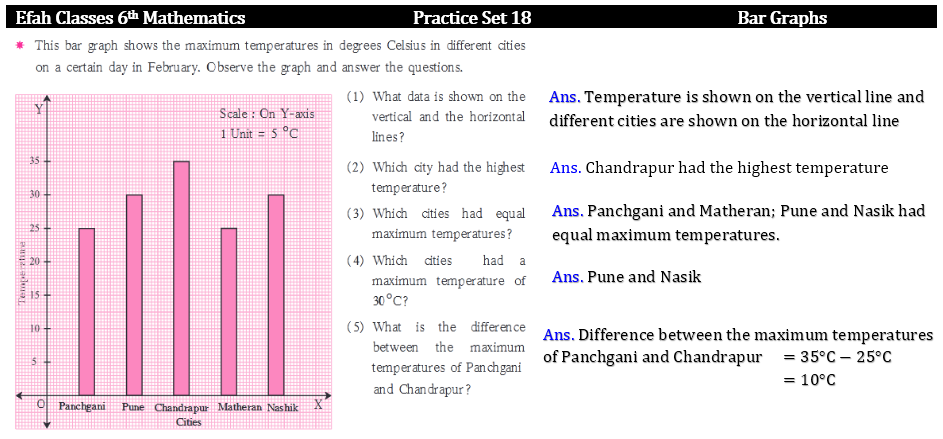 Efah Classes 6th Mathematics Practice Set 18 Bar Graphs
* This bar graph shows the maximum temperatures in degrees Celsius in different cities
on a certain day in February. Observe the graph and answer the questions.
Y
Scale : On Y-axis
1 Unit = 5 °C
35
30
25
20
15
10
5
Temperature
O Panchgani Pune Chandrapur Matheran Nashik X
Cities
(1) What data is shown on the
vertical and the horizontal
lines?
Ans. Temperature is shown on the vertical line and
different cities are shown on the horizontal line
(2) Which city had the highest
temperature?
Ans. Chandrapur had the highest temperature
(3) Which cities had equal
maximum temperatures?
Ans. Panchgani and Matheran; Pune and Nasik had
equal maximum temperatures.
(4) Which cities had a
maximum temperature of
30°C?
Ans. Pune and Nasik
(5) What is the difference
between the maximum
temperatures of Panchgani
and Chandrapur?
Ans. Difference between the maximum temperatures
of Panchgani and Chandrapur = 35°C – 25°C
= 10°C